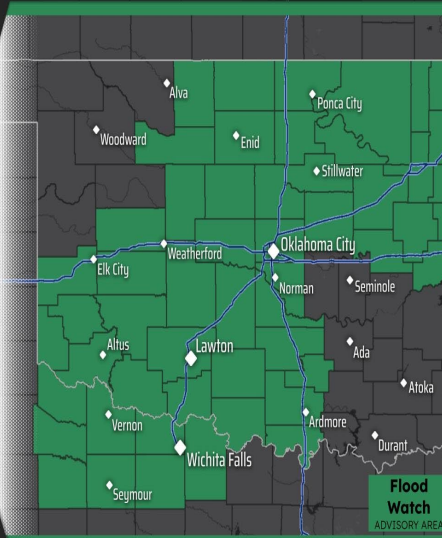 Alva
Ponca City
Woodward
Enid
Stillwater
Oklahoma City
Weatherford
Elk City
Norman
Seminole
Altus
Lawton
Ada
Atoka
Vernon
Ardmore
Durant
Wichita Falls
Seymour
Flood
Watch
ADVISORY AREA